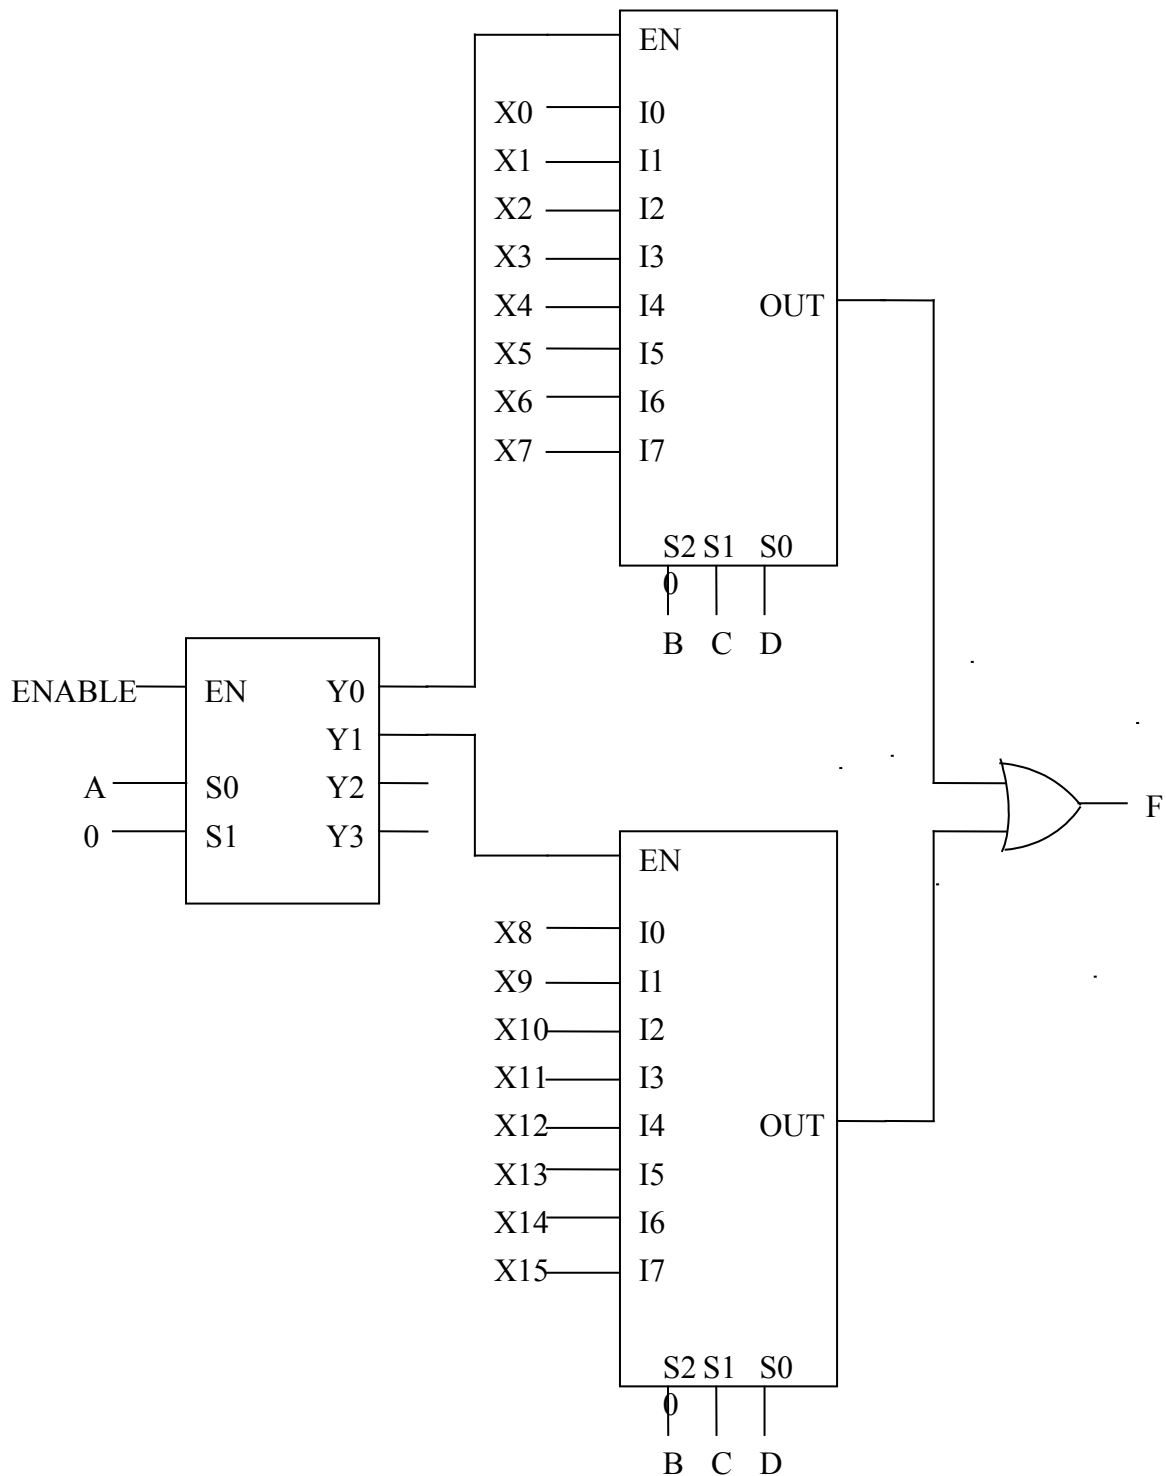 EN
X0 I0
X1 I1
X2 I2
X3 I3
X4 I4 OUT
X5 I5
X6 I6
X7 I7
S2 S1 S0
0
B C D
ENABLE EN Y0
Y1
A S0 Y2
0 S1 Y3
F
EN
X8 I0
X9 I1
X10 I2
X11 I3
X12 I4 OUT
X13 I5
X14 I6
X15 I7
S2 S1 S0
0
B C D